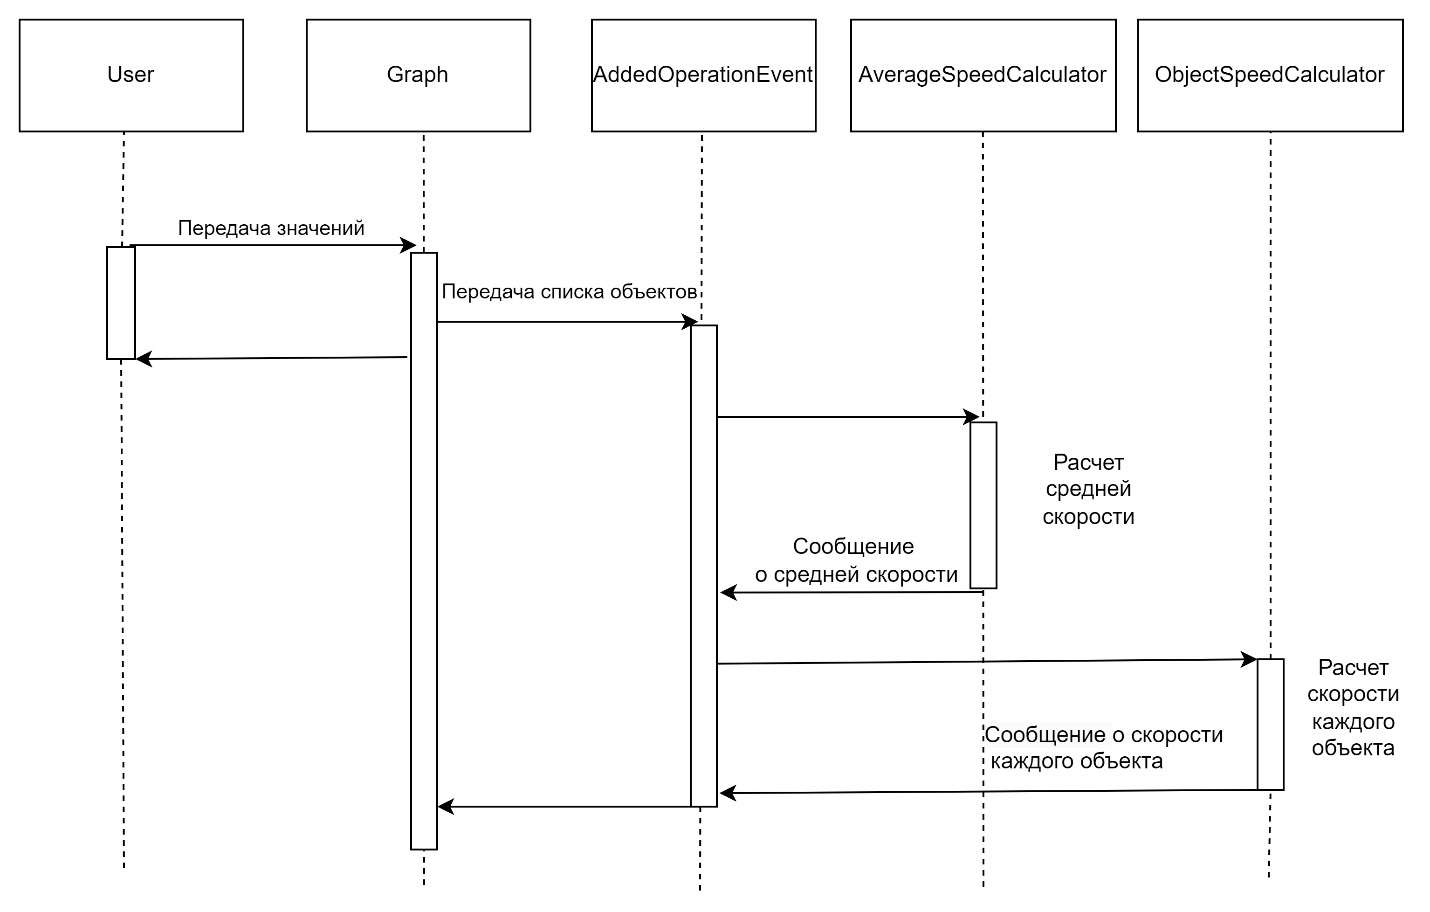 User
Graph
AddedOperationEvent
AverageSpeedCalculator
ObjectSpeedCalculator
Передача значений
Передача списка объектов
Расчет
средней
скорости
Сообщение
о средней скорости
Расчет
скорости
каждого
объекта
Сообщение о скорости
каждого объекта